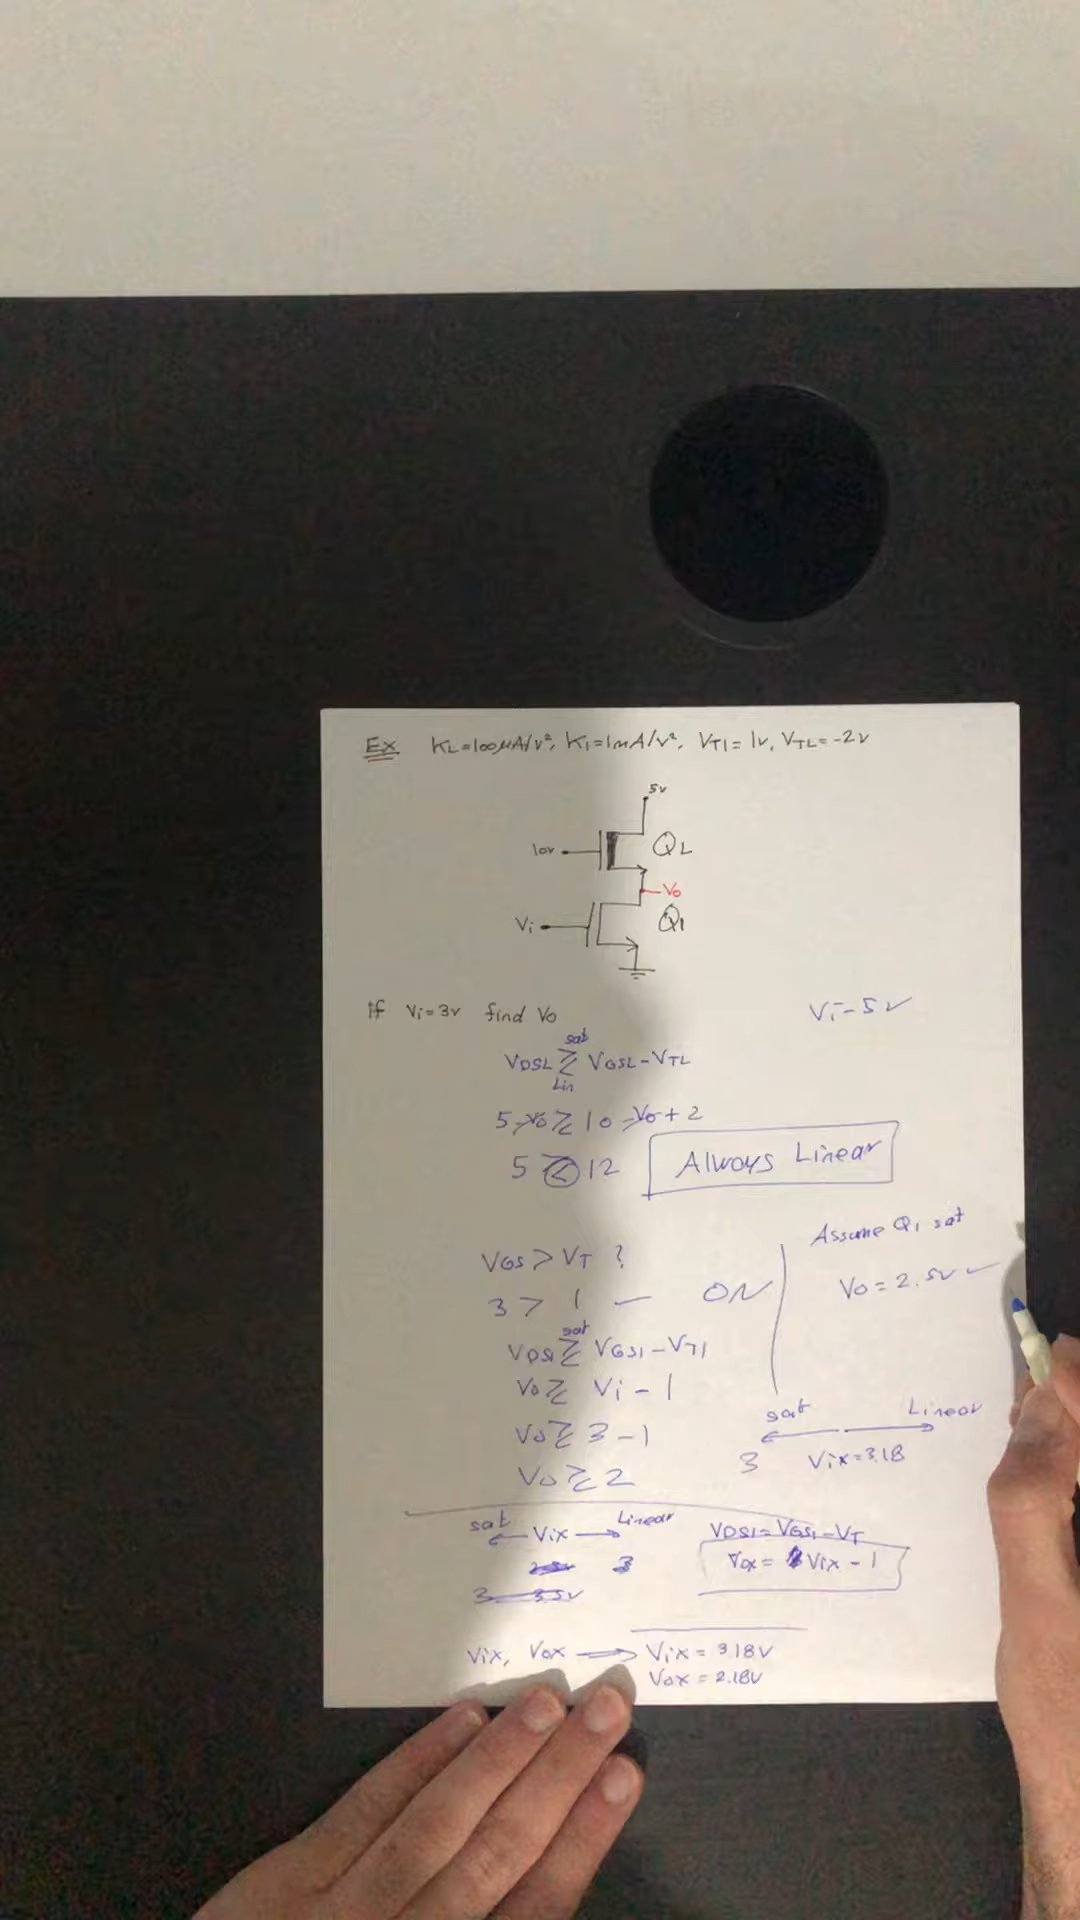 Ex KL=100μA/V², K1=1mA/V², VT1=1V, VTL=-2V
5V
10V
QL
Vo
Vi
Q1
If Vi=3V find Vo
Vi=5V
sat
VDSL ≷ VGSL-VTL
Lin
5-Vo ≷ 10-Vo+2
5 < 12
Always Linear
Assume Q1 sat
Vo=2.5V ✓
VGS > VT ?
3 > 1 ✓
ON
sat
VDS1 ≷ VGS1-VT1
Vo ≷ Vi-1
Vo ≷ 3-1
Vo ≷ 2
sat Linear
3 Vix=3.18
sat ← Vix → Linear
3
VDS1=VGS1-VT
Vox= Vix-1
Vix, Vox → Vix=3.18V
Vox=2.18V